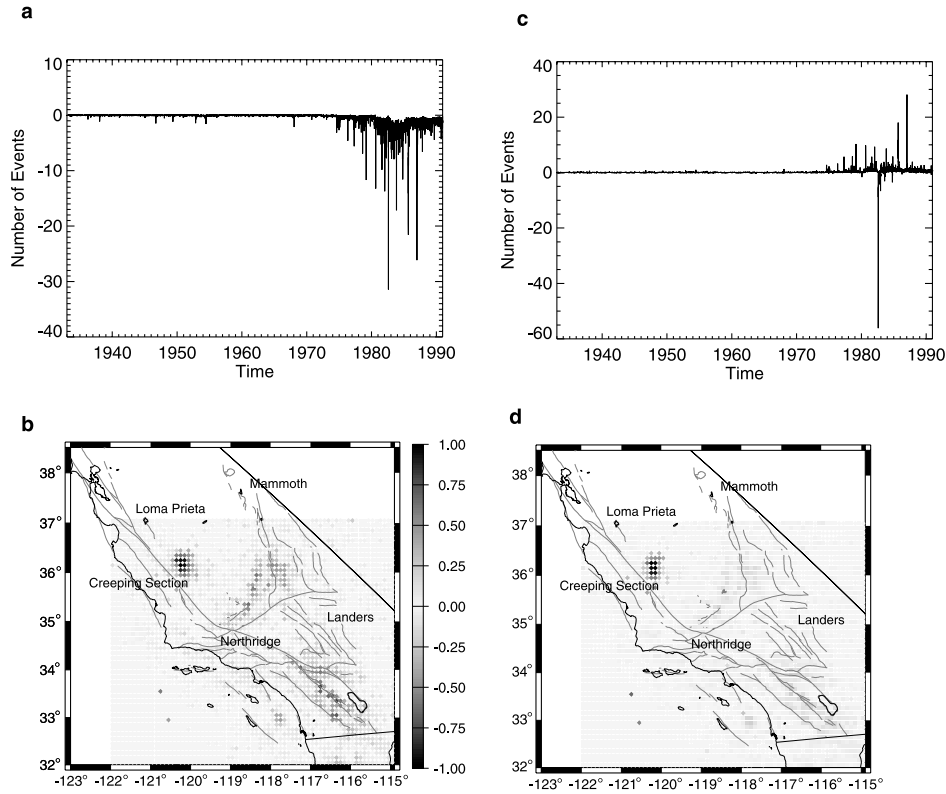 a
10
0
-10
-20
-30
-40
Number of Events
1940 1950 1960 1970 1980 1990
Time
c
40
20
0
-20
-40
-60
Number of Events
1940 1950 1960 1970 1980 1990
Time
b
38°
37°
36°
35°
34°
33°
32°
Mammoth
Loma Prieta
Creeping Section
Landers
Northridge
-123° -122° -121° -120° -119° -118° -117° -116° -115°
1.00
0.75
0.50
0.25
0.00
-0.25
-0.50
-0.75
-1.00
d
38°
37°
36°
35°
34°
33°
32°
Mammoth
Loma Prieta
Creeping Section
Landers
Northridge
-123° -122° -121° -120° -119° -118° -117° -116° -115°